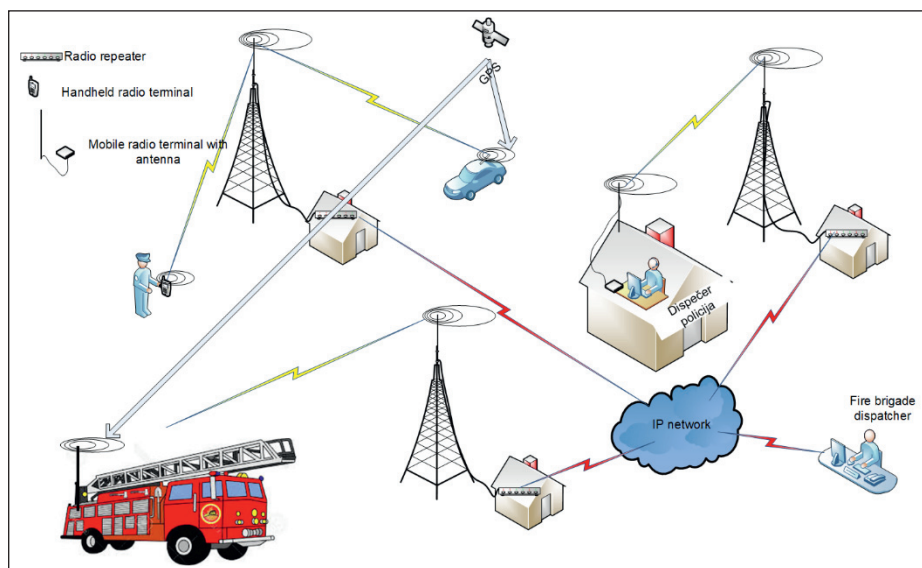 Radio repeater
Handheld radio terminal
Mobile radio terminal with
antenna
GPS
Dispečer
policija
IP network
Fire brigade
dispatcher